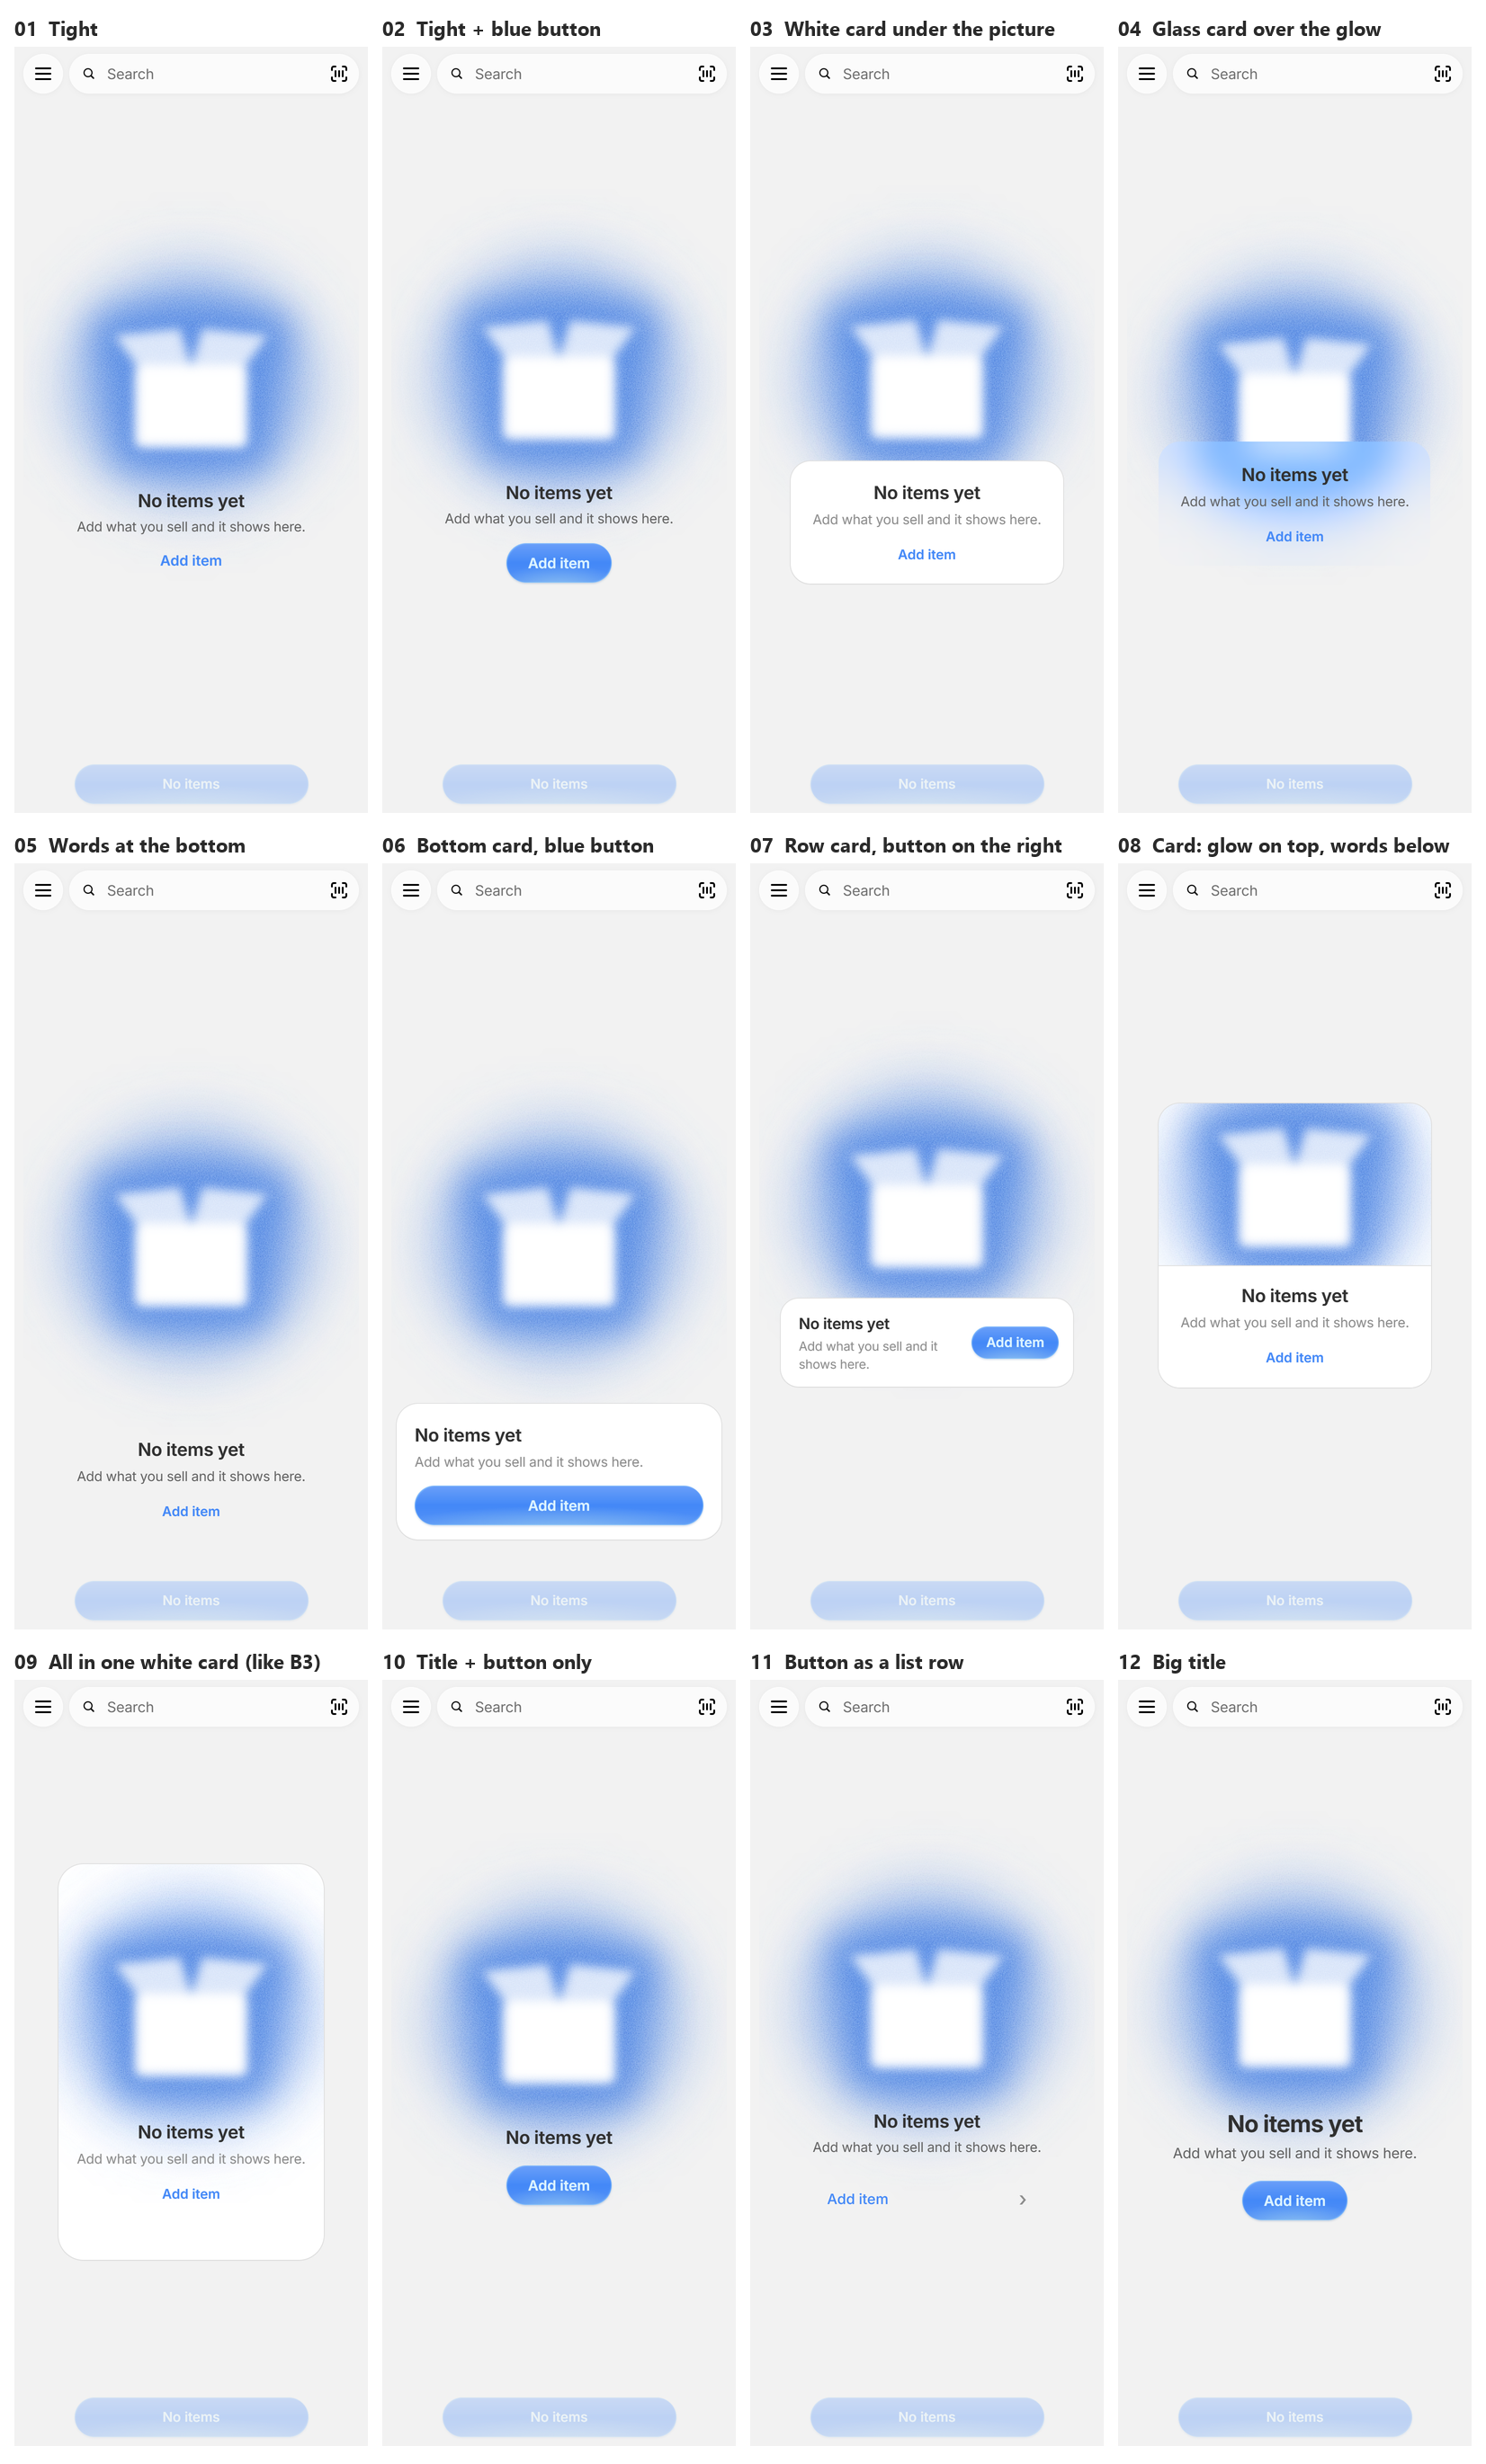 01 Tight
Search
No items yet
Add what you sell and it shows here.
Add item
No items
02 Tight + blue button
Search
No items yet
Add what you sell and it shows here.
Add item
No items
03 White card under the picture
Search
No items yet
Add what you sell and it shows here.
Add item
No items
04 Glass card over the glow
Search
No items yet
Add what you sell and it shows here.
Add item
No items
05 Words at the bottom
Search
No items yet
Add what you sell and it shows here.
Add item
No items
06 Bottom card, blue button
Search
No items yet
Add what you sell and it shows here.
Add item
No items
07 Row card, button on the right
Search
No items yet
Add what you sell and it
shows here.
Add item
No items
08 Card: glow on top, words below
Search
No items yet
Add what you sell and it shows here.
Add item
No items
09 All in one white card (like B3)
Search
No items yet
Add what you sell and it shows here.
Add item
No items
10 Title + button only
Search
No items yet
Add item
No items
11 Button as a list row
Search
No items yet
Add what you sell and it shows here.
Add item
No items
12 Big title
Search
No items yet
Add what you sell and it shows here.
Add item
No items